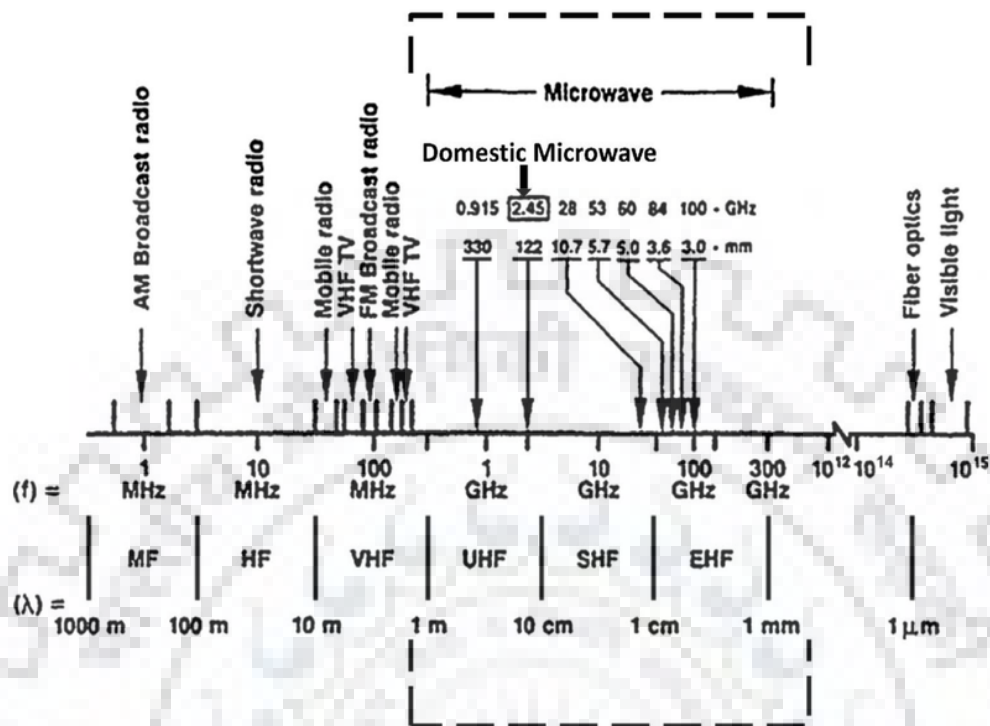 Microwave
Domestic Microwave
AM Broadcast radio
Shortwave radio
Mobile radio
VHF TV
FM Broadcast radio
Mobile radio
VHF TV
0.915 2.45 28 53 60 84 100 · GHz
330 122 10.7 5.7 5.0 3.6 3.0 · mm
Fiber optics
Visible light
1 10 100 1 10 100 300 10¹² 10¹⁴ 10¹⁵
(f) = MHz MHz MHz GHz GHz GHz GHz
MF HF VHF UHF SHF EHF
(λ) =
1000 m 100 m 10 m 1 m 10 cm 1 cm 1 mm 1 μm